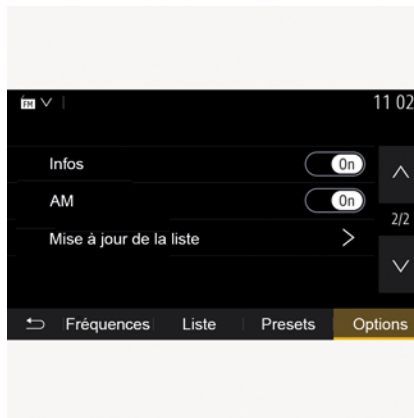 FM 11 02
Infos On
AM On
2/2
Mise à jour de la liste
Fréquences Liste Presets Options